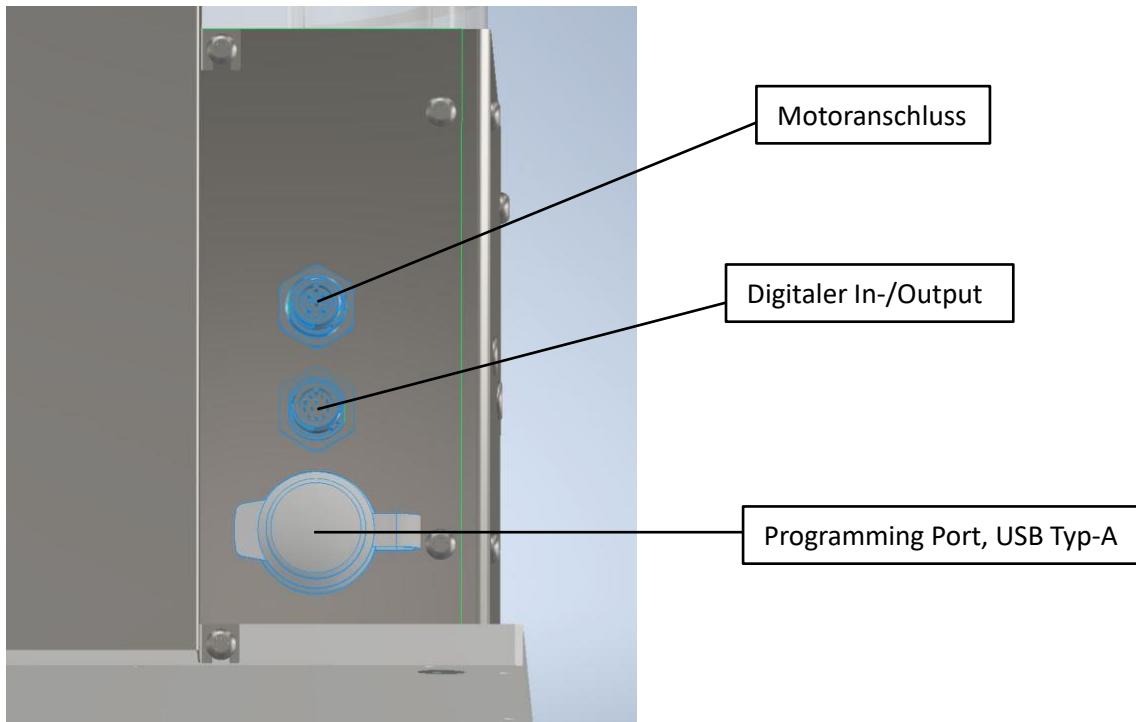 Motoranschluss
Digitaler In-/Output
Programming Port, USB Typ-A